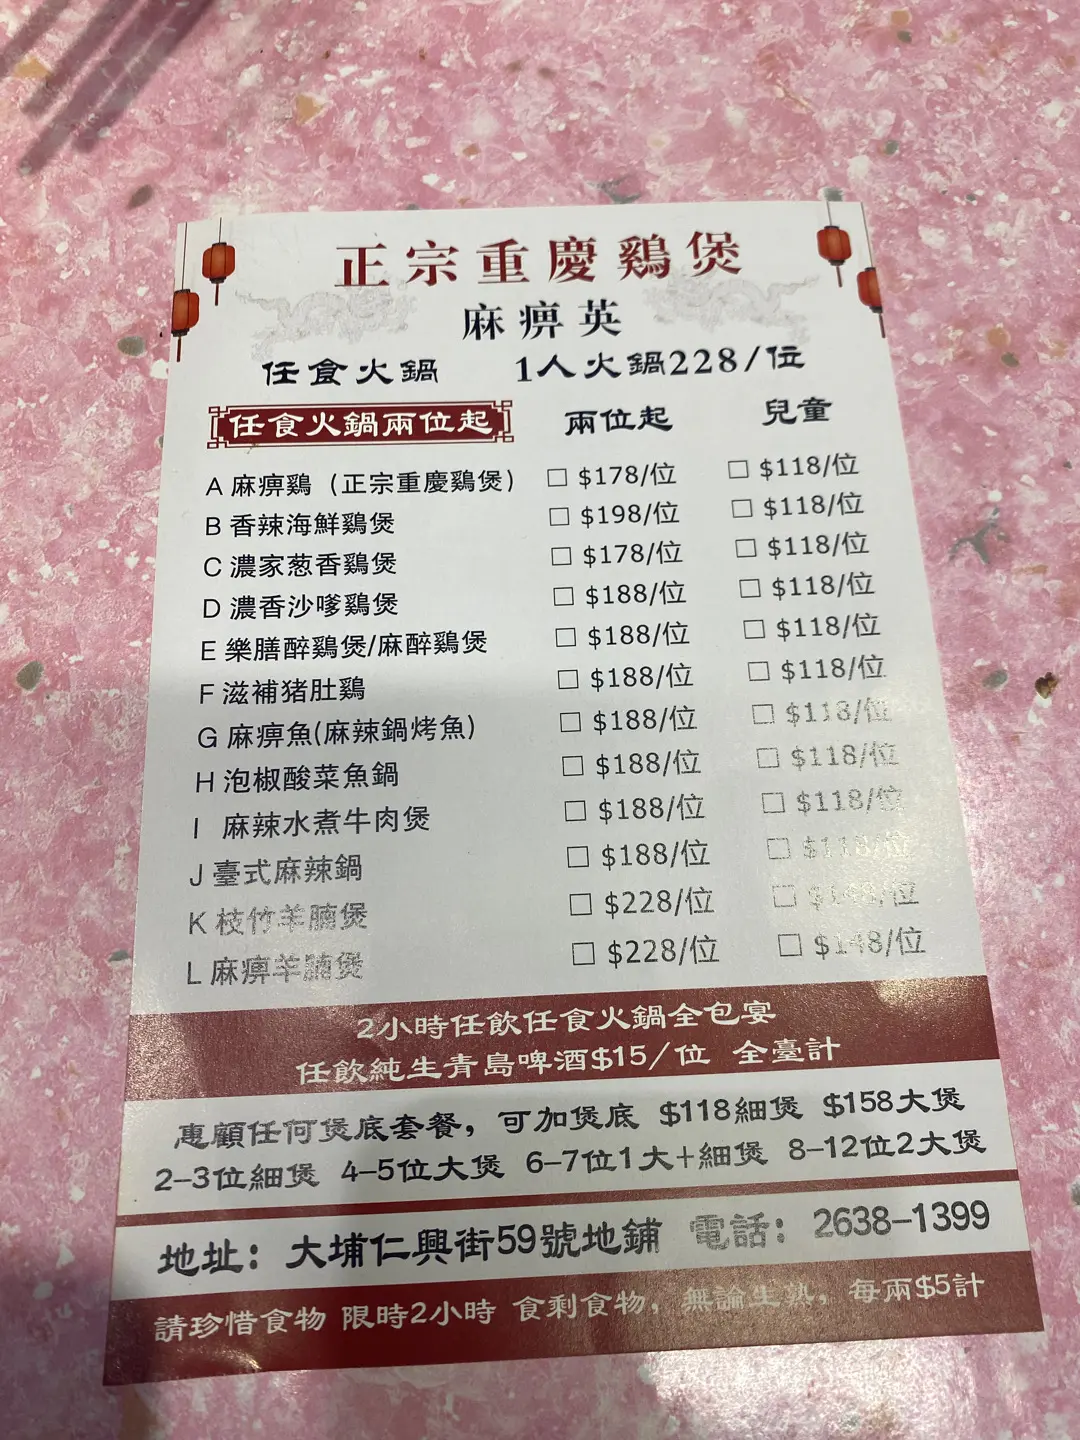 正宗重慶鷄煲
麻痹英
任食火鍋 1人火鍋228/位
任食火鍋兩位起 兩位起 兒童
A 麻痹鷄（正宗重慶鷄煲） □ $178/位 □ $118/位
B 香辣海鮮鷄煲 □ $198/位 □ $118/位
C 濃家葱香鷄煲 □ $178/位 □ $118/位
D 濃香沙嗲鷄煲 □ $188/位 □ $118/位
E 樂膳醉鷄煲/麻醉鷄煲 □ $188/位 □ $118/位
F 滋補猪肚鷄 □ $188/位 □ $118/位
G 麻痹魚(麻辣鍋烤魚) □ $188/位 □ $118/位
H 泡椒酸菜魚鍋 □ $188/位 □ $118/位
I 麻辣水煮牛肉煲 □ $188/位 □ $118/位
J 臺式麻辣鍋 □ $188/位 □ $118/位
K 枝竹羊腩煲 □ $228/位 □ $148/位
L 麻痹羊腩煲 □ $228/位 □ $148/位
2小時任飲任食火鍋全包宴
任飲純生青島啤酒$15/位 全臺計
惠顧任何煲底套餐，可加煲底 $118細煲 $158大煲
2–3位細煲 4–5位大煲 6–7位1大+細煲 8–12位2大煲
地址：大埔仁興街59號地鋪 電話：2638–1399
請珍惜食物 限時2小時 食剩食物，無論生熟，每兩$5計